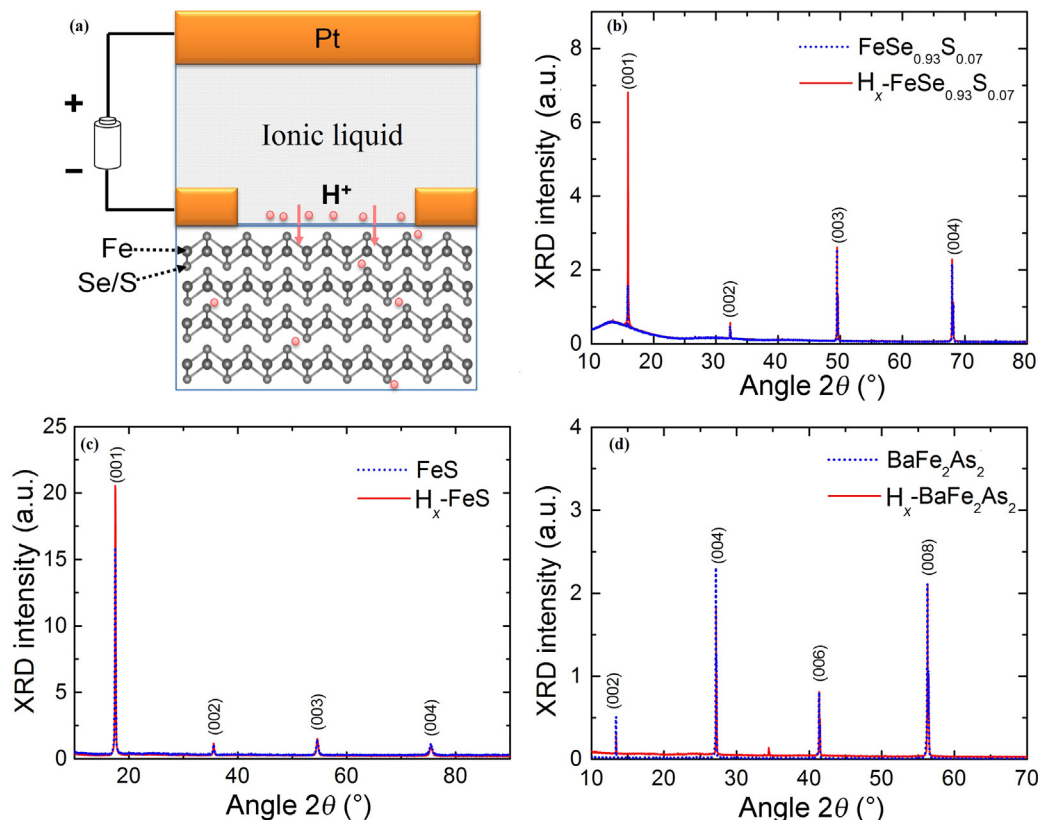 (a)
Pt
+
Ionic liquid
−
H⁺
Fe
Se/S
(b)
FeSe₀.₉₃S₀.₀₇
Hₓ-FeSe₀.₉₃S₀.₀₇
(001)
(002)
(003)
(004)
XRD intensity (a.u.)
8
6
4
2
0
10 20 30 40 50 60 70 80
Angle 2θ (°)
(c)
FeS
Hₓ-FeS
(001)
(002)
(003)
(004)
XRD intensity (a.u.)
25
20
15
10
5
0
20 40 60 80
Angle 2θ (°)
(d)
BaFe₂As₂
Hₓ-BaFe₂As₂
(002)
(004)
(006)
(008)
XRD intensity (a.u.)
4
3
2
1
0
10 20 30 40 50 60 70
Angle 2θ (°)